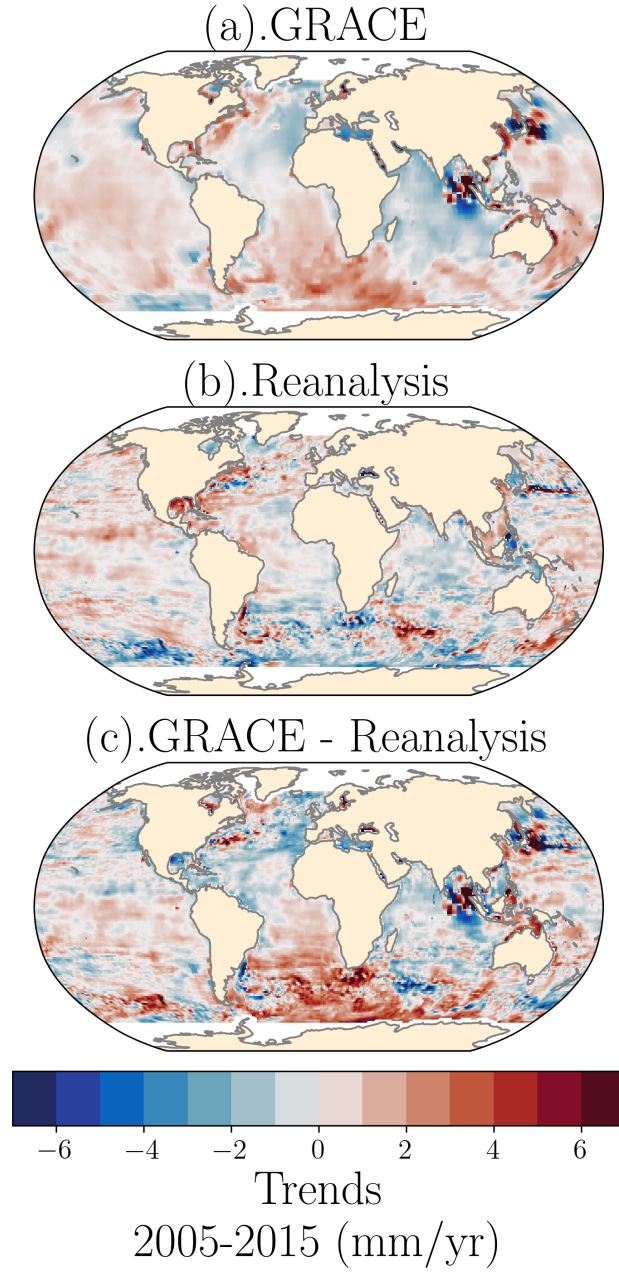 (a).GRACE
(b).Reanalysis
(c).GRACE - Reanalysis
−6 −4 −2 0 2 4 6
Trends
2005-2015 (mm/yr)